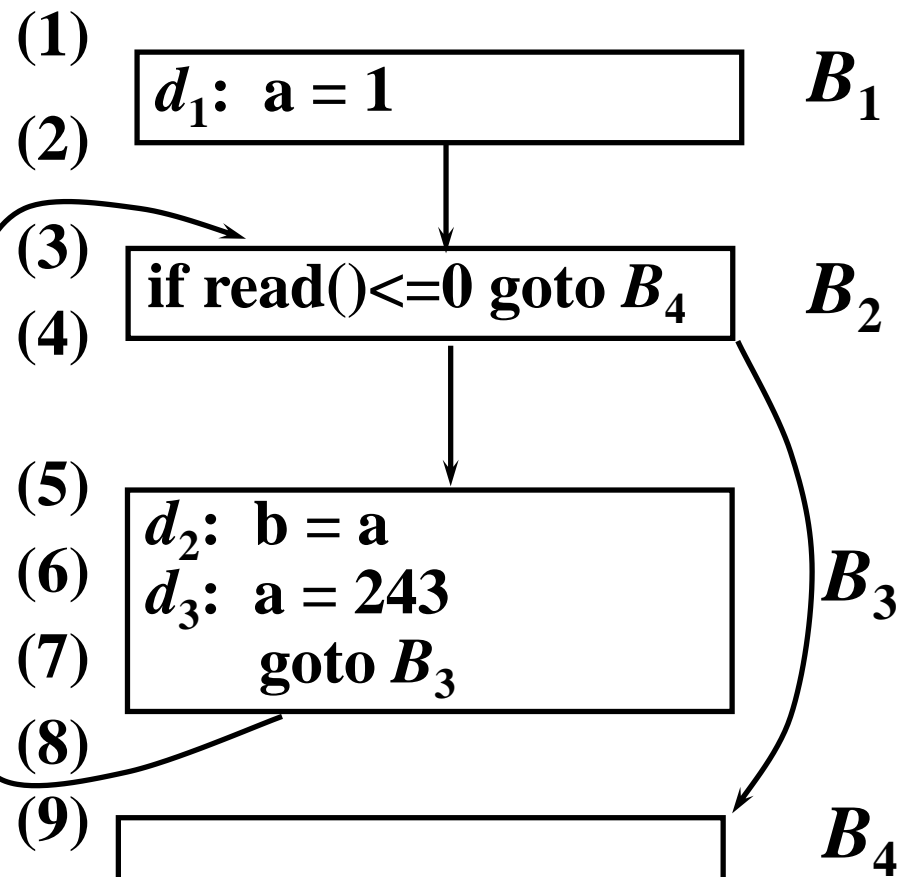 (1)
d₁: a = 1
B₁
(2)
(3)
if read()<=0 goto B₄
B₂
(4)
(5)
d₂: b = a
(6)
d₃: a = 243
B₃
(7)
goto B₃
(8)
(9)
B₄